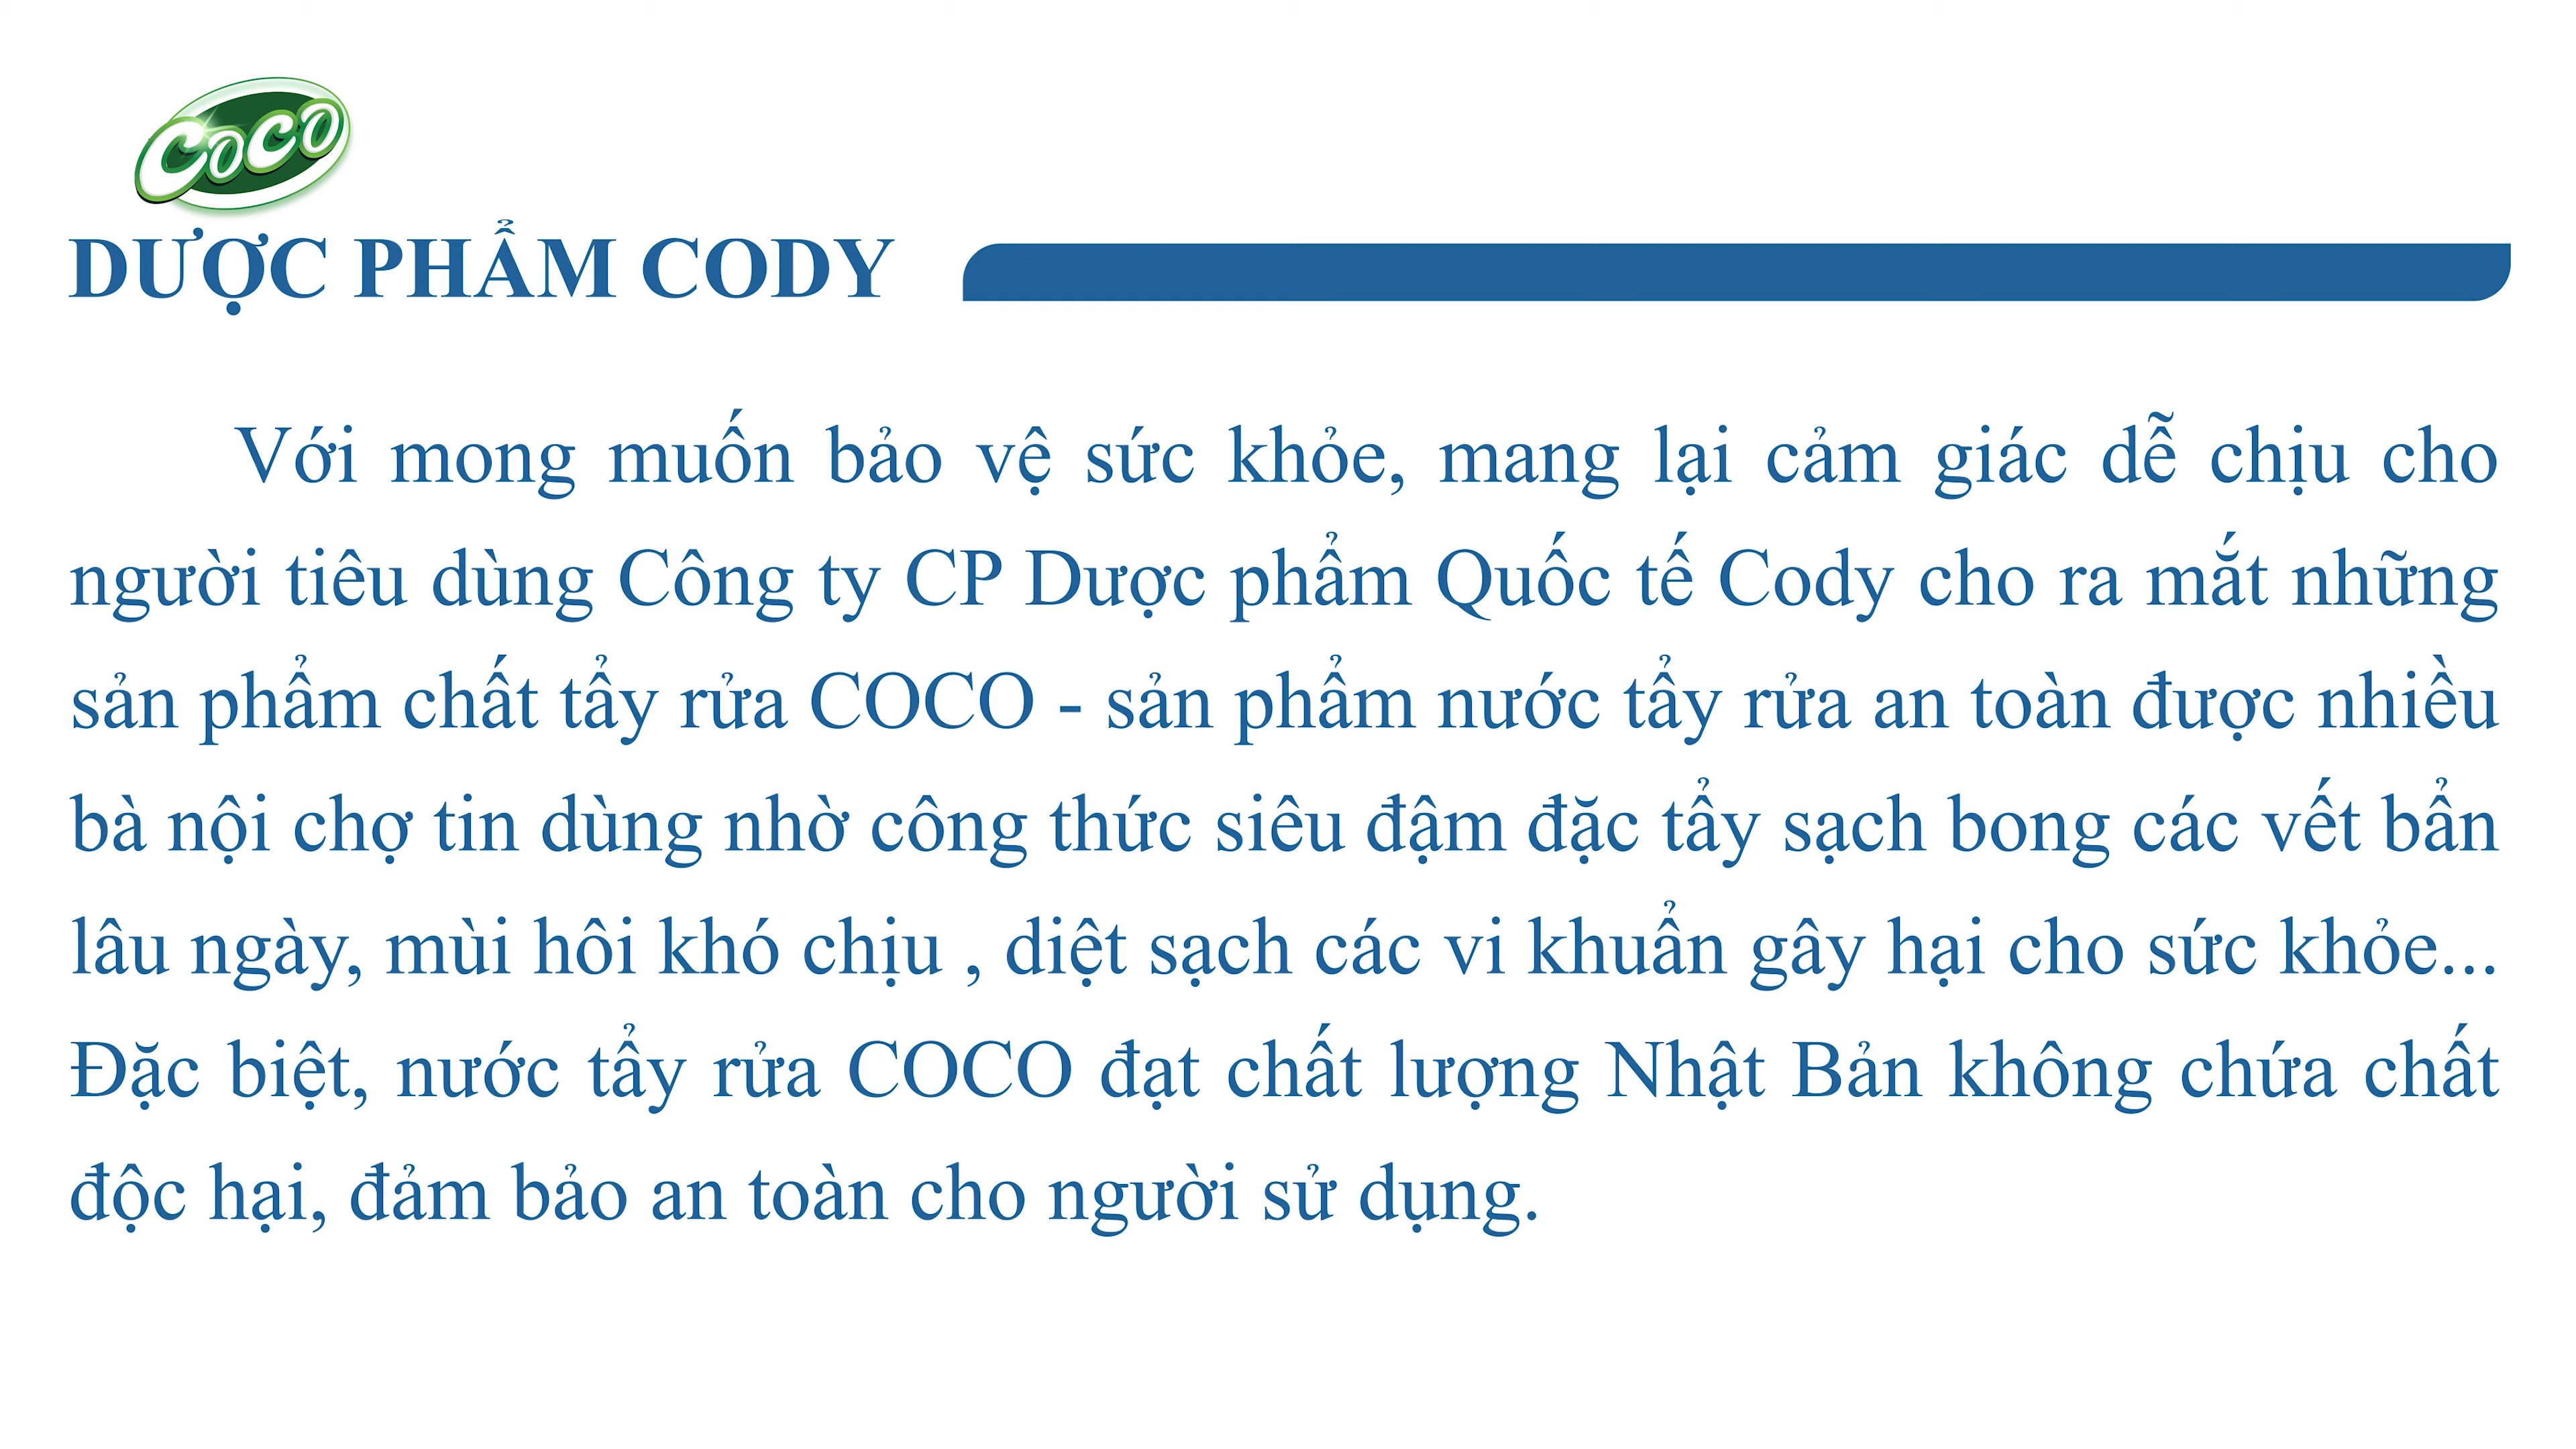 COCO
DƯỢC PHẨM CODY
Với mong muốn bảo vệ sức khỏe, mang lại cảm giác dễ chịu cho
người tiêu dùng Công ty CP Dược phẩm Quốc tế Cody cho ra mắt những
sản phẩm chất tẩy rửa COCO - sản phẩm nước tẩy rửa an toàn được nhiều
bà nội chợ tin dùng nhờ công thức siêu đậm đặc tẩy sạch bong các vết bẩn
lâu ngày, mùi hôi khó chịu , diệt sạch các vi khuẩn gây hại cho sức khỏe...
Đặc biệt, nước tẩy rửa COCO đạt chất lượng Nhật Bản không chứa chất
độc hại, đảm bảo an toàn cho người sử dụng.